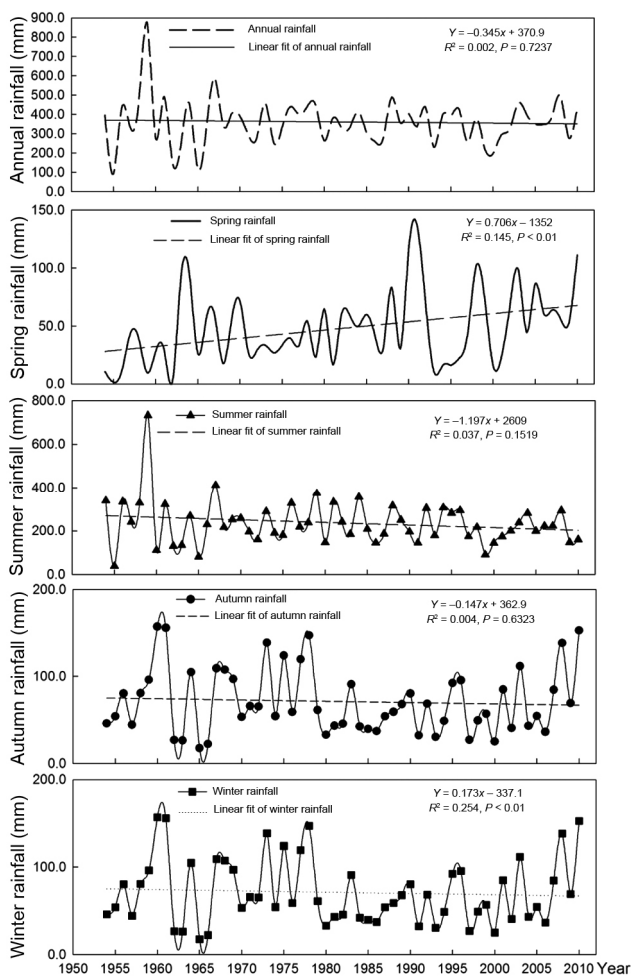 Annual rainfall (mm)
900.0
800.0
700.0
600.0
500.0
400.0
300.0
200.0
100.0
0.0
Annual rainfall
Linear fit of annual rainfall
Y = –0.345x + 370.9
R² = 0.002, P = 0.7237
Spring rainfall (mm)
150.0
100.0
50.0
0.0
Spring rainfall
Linear fit of spring rainfall
Y = 0.706x – 1352
R² = 0.145, P < 0.01
Summer rainfall (mm)
800.0
600.0
400.0
200.0
0.0
Summer rainfall
Linear fit of summer rainfall
Y = –1.197x + 2609
R² = 0.037, P = 0.1519
Autumn rainfall (mm)
200.0
100.0
0.0
Autumn rainfall
Linear fit of autumn rainfall
Y = –0.147x + 362.9
R² = 0.004, P = 0.6323
Winter rainfall (mm)
200.0
100.0
0.0
Winter rainfall
Linear fit of winter rainfall
Y = 0.173x – 337.1
R² = 0.254, P < 0.01
1950 1955 1960 1965 1970 1975 1980 1985 1990 1995 2000 2005 2010 Year